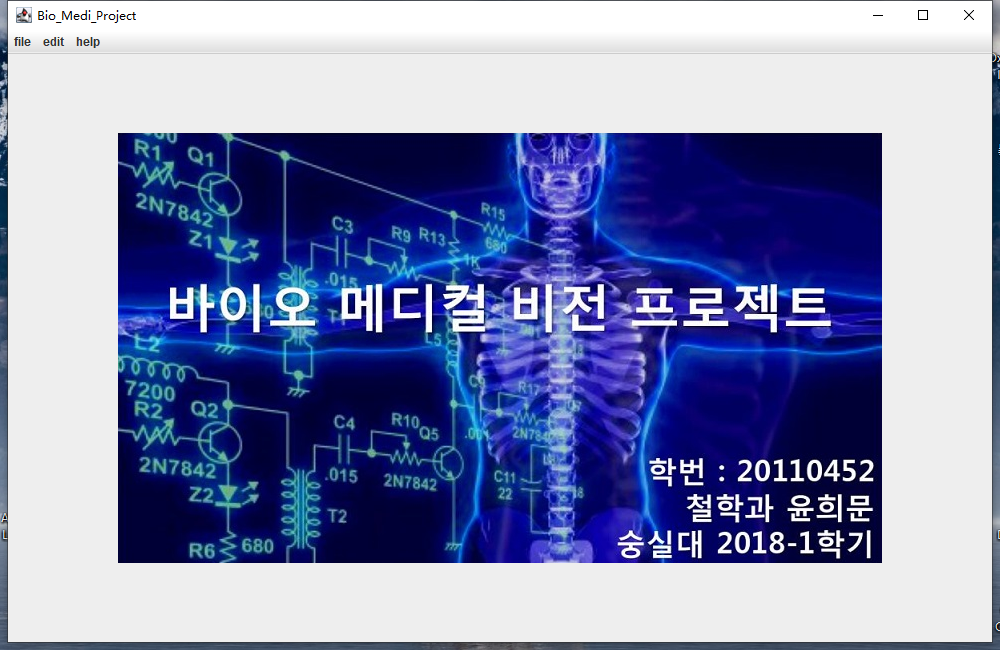 Bio_Medi_Project
file edit help
R1
Q1
2N7842
Z1
C3
.015
R9
R13
R15
680
1K
바이오 메디컬 비전 프로젝트
L2
L5
7200
R2
Q2
2N7842
Z2
R6 680
C4
.015
T2
R10
Q5
2N7842
R17
C11
22
학번 : 20110452
철학과 윤희문
숭실대 2018-1학기